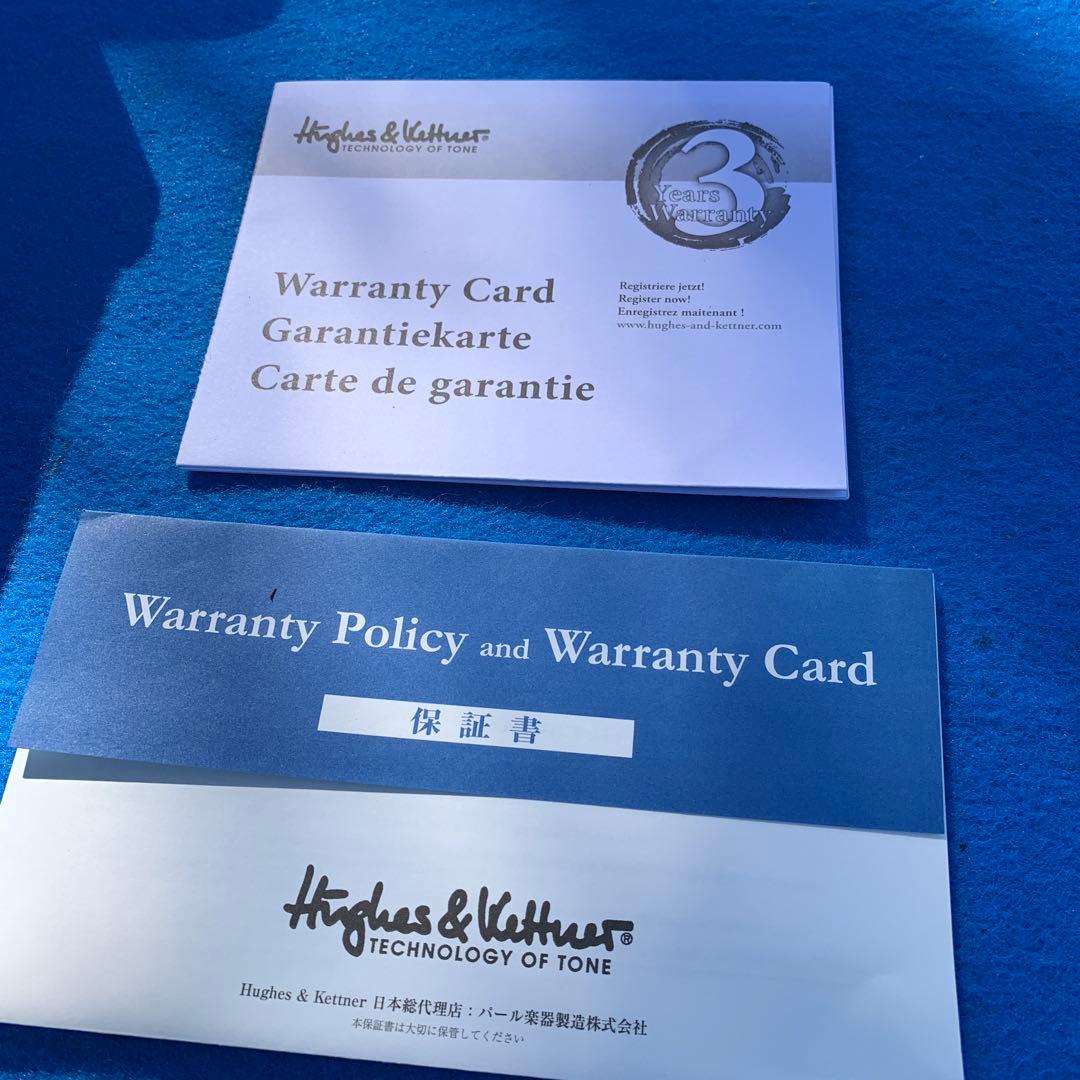 Hughes & Kettner®
TECHNOLOGY OF TONE
3
Years
Warranty
Warranty Card
Garantiekarte
Carte de garantie
Registriere jetzt!
Register now!
Enregistrez maitenant !
www.hughes-and-kettner.com
Warranty Policy and Warranty Card
保証書
Hughes & Kettner®
TECHNOLOGY OF TONE
Hughes & Kettner 日本総代理店：パール楽器製造株式会社
本保証書は大切に保管してください